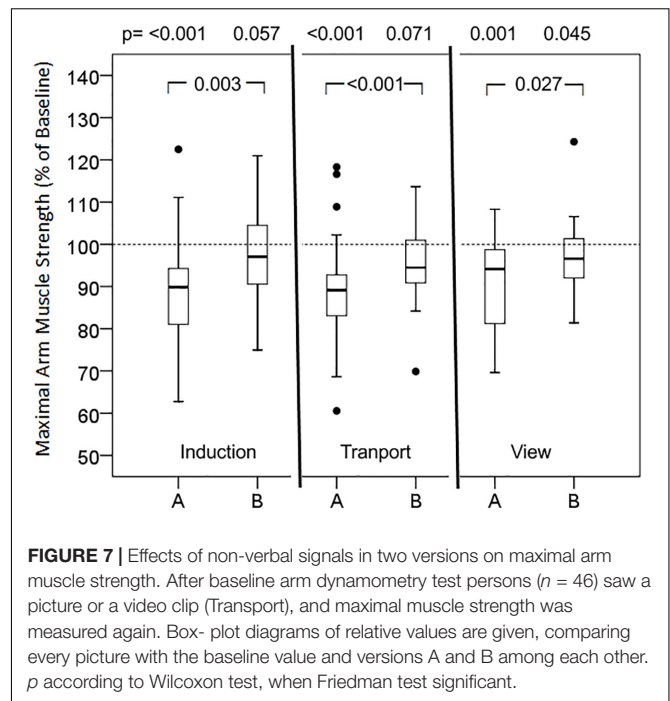 p= <0.001 0.057 <0.001 0.071 0.001 0.045
140
0.003 <0.001 0.027
130
120
110
100
90
80
70
60
50
Maximal Arm Muscle Strength (% of Baseline)
Induction Tranport View
A B A B A B
FIGURE 7 | Effects of non-verbal signals in two versions on maximal arm
muscle strength. After baseline arm dynamometry test persons (n = 46) saw a
picture or a video clip (Transport), and maximal muscle strength was
measured again. Box- plot diagrams of relative values are given, comparing
every picture with the baseline value and versions A and B among each other.
p according to Wilcoxon test, when Friedman test significant.